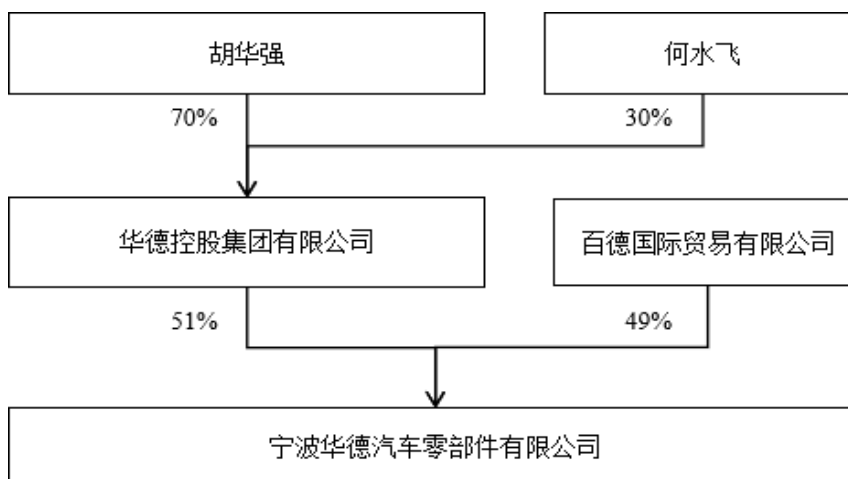 胡华强
何水飞
70%
30%
华德控股集团有限公司
百德国际贸易有限公司
51%
49%
宁波华德汽车零部件有限公司